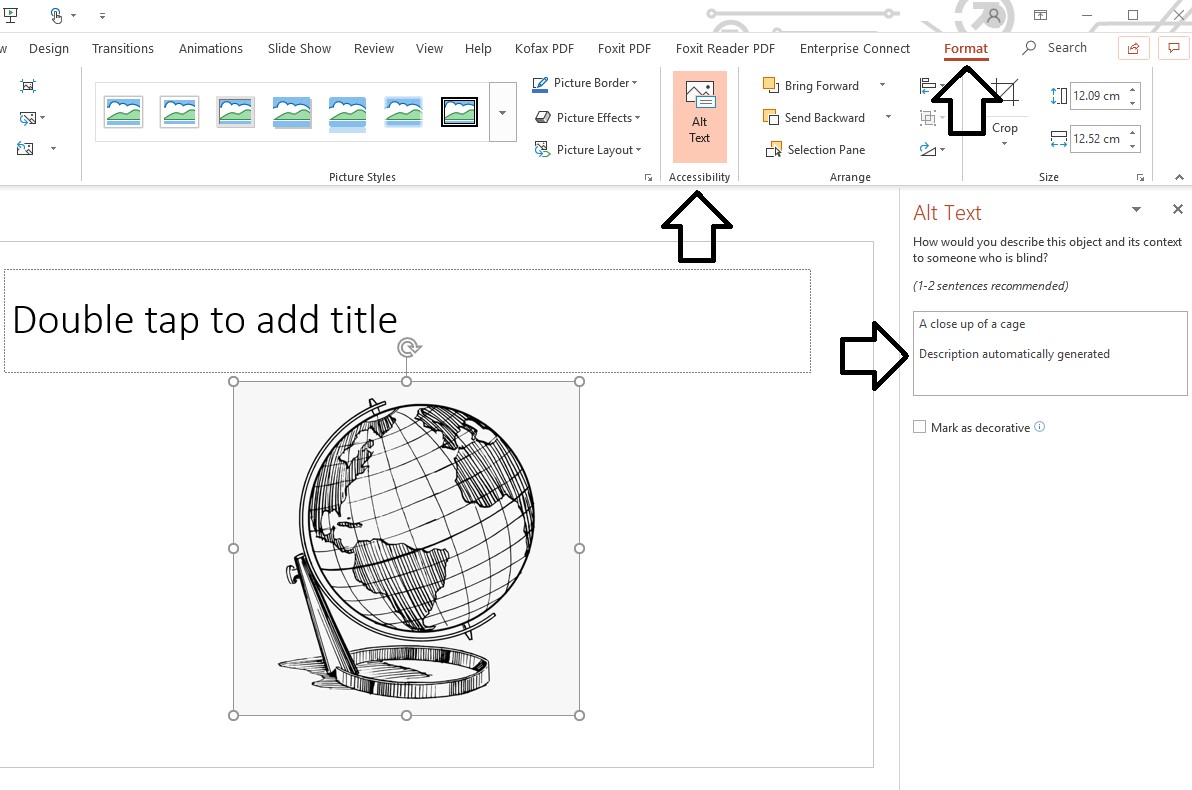 w Design Transitions Animations Slide Show Review View Help Kofax PDF Foxit PDF Foxit Reader PDF Enterprise Connect Format Search
Picture Border
Picture Effects
Picture Layout
Picture Styles
Alt
Text
Accessibility
Bring Forward
Send Backward
Selection Pane
Arrange
Crop
12.09 cm
12.52 cm
Size
Double tap to add title
Alt Text
How would you describe this object and its context
to someone who is blind?
(1-2 sentences recommended)
A close up of a cage
Description automatically generated
Mark as decorative